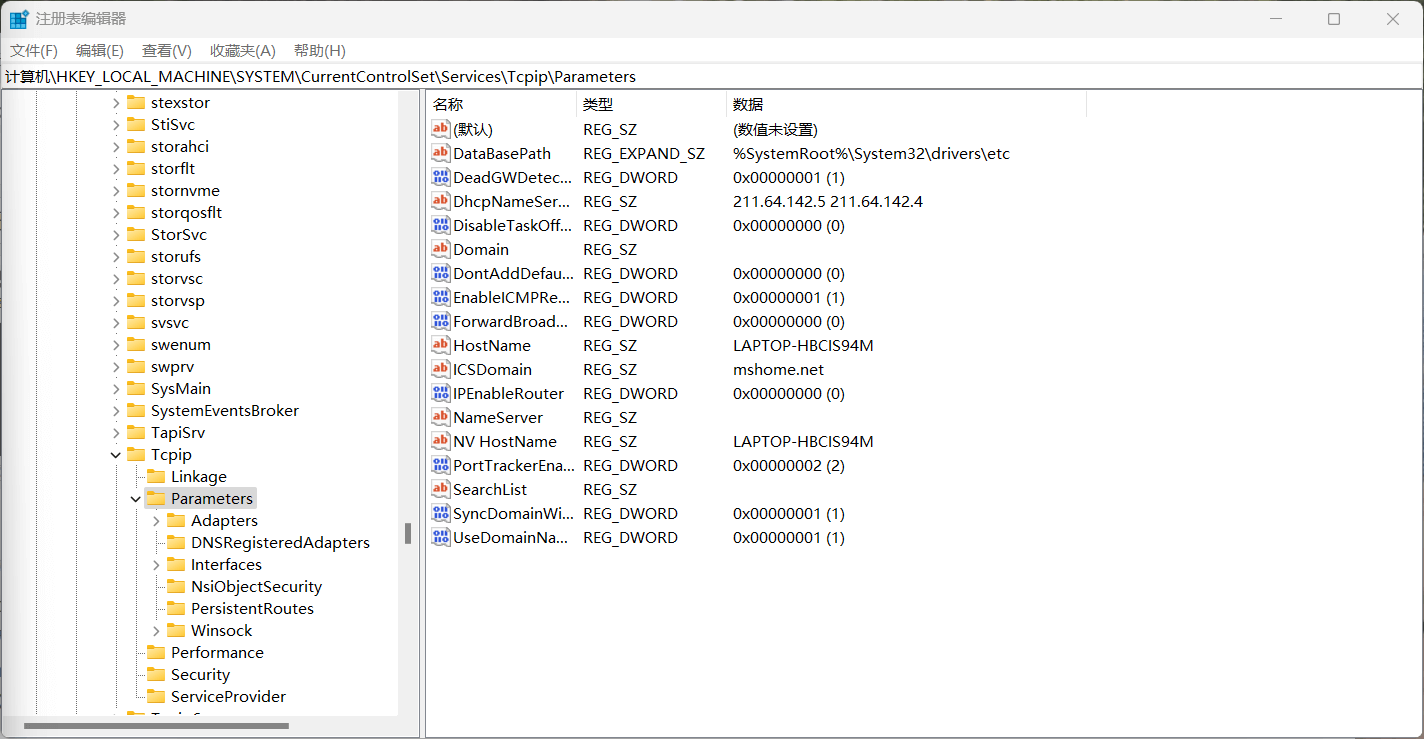 注册表编辑器
文件(F) 编辑(E) 查看(V) 收藏夹(A) 帮助(H)
计算机\HKEY_LOCAL_MACHINE\SYSTEM\CurrentControlSet\Services\Tcpip\Parameters
stexstor
StiSvc
storahci
storflt
stornvme
storqosflt
StorSvc
storufs
storvsc
storvsp
svsvc
swenum
swprv
SysMain
SystemEventsBroker
TapiSrv
Tcpip
Linkage
Parameters
Adapters
DNSRegisteredAdapters
Interfaces
NsiObjectSecurity
PersistentRoutes
Winsock
Performance
Security
ServiceProvider
名称 类型 数据
(默认) REG_SZ (数值未设置)
DataBasePath REG_EXPAND_SZ %SystemRoot%\System32\drivers\etc
DeadGWDetec... REG_DWORD 0x00000001 (1)
DhcpNameSer... REG_SZ 211.64.142.5 211.64.142.4
DisableTaskOff... REG_DWORD 0x00000000 (0)
Domain REG_SZ
DontAddDefau... REG_DWORD 0x00000000 (0)
EnableICMPRe... REG_DWORD 0x00000001 (1)
ForwardBroad... REG_DWORD 0x00000000 (0)
HostName REG_SZ LAPTOP-HBCIS94M
ICSDomain REG_SZ mshome.net
IPEnableRouter REG_DWORD 0x00000000 (0)
NameServer REG_SZ
NV HostName REG_SZ LAPTOP-HBCIS94M
PortTrackerEna... REG_DWORD 0x00000002 (2)
SearchList REG_SZ
SyncDomainWi... REG_DWORD 0x00000001 (1)
UseDomainNa... REG_DWORD 0x00000001 (1)